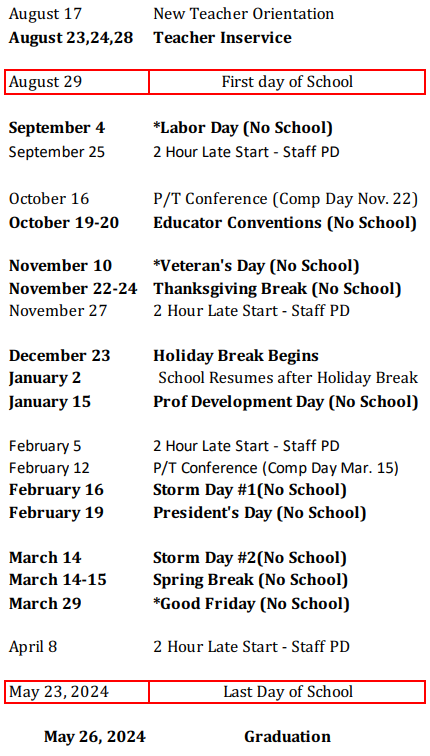 August 17 New Teacher Orientation
August 23,24,28 Teacher Inservice
August 29 First day of School
September 4 *Labor Day (No School)
September 25 2 Hour Late Start - Staff PD
October 16 P/T Conference (Comp Day Nov. 22)
October 19-20 Educator Conventions (No School)
November 10 *Veteran's Day (No School)
November 22-24 Thanksgiving Break (No School)
November 27 2 Hour Late Start - Staff PD
December 23 Holiday Break Begins
January 2 School Resumes after Holiday Break
January 15 Prof Development Day (No School)
February 5 2 Hour Late Start - Staff PD
February 12 P/T Conference (Comp Day Mar. 15)
February 16 Storm Day #1(No School)
February 19 President's Day (No School)
March 14 Storm Day #2(No School)
March 14-15 Spring Break (No School)
March 29 *Good Friday (No School)
April 8 2 Hour Late Start - Staff PD
May 23, 2024 Last Day of School
May 26, 2024 Graduation